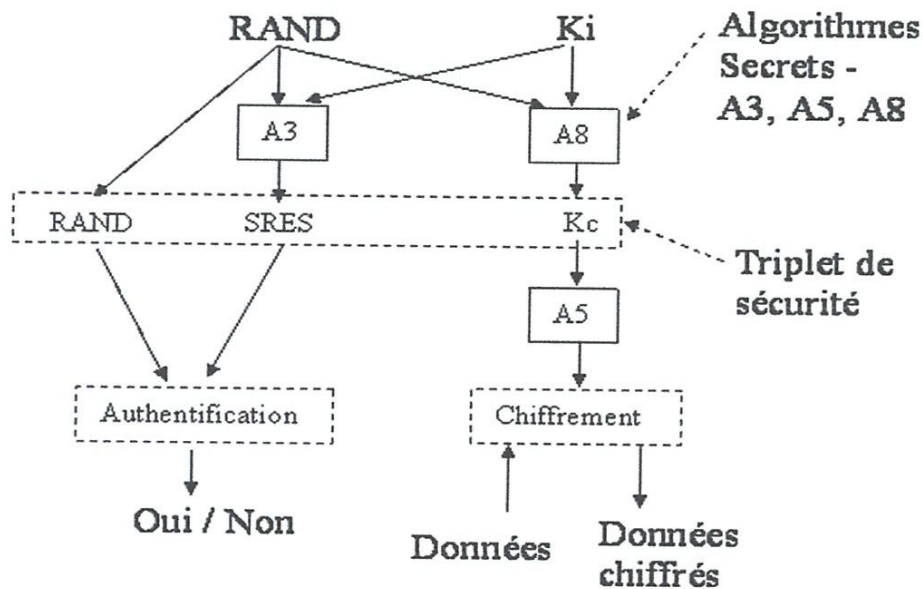 RAND
Ki
Algorithmes
Secrets -
A3, A5, A8
A3
A8
RAND
SRES
Kc
Triplet de
sécurité
A5
Authentification
Chiffrement
Oui / Non
Données
Données
chiffrés